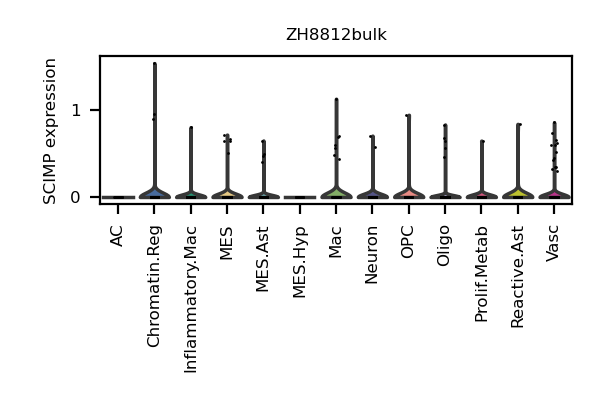 ZH8812bulk
SCIMP expression
1
0
AC
Chromatin.Reg
Inflammatory.Mac
MES
MES.Ast
MES.Hyp
Mac
Neuron
OPC
Oligo
Prolif.Metab
Reactive.Ast
Vasc